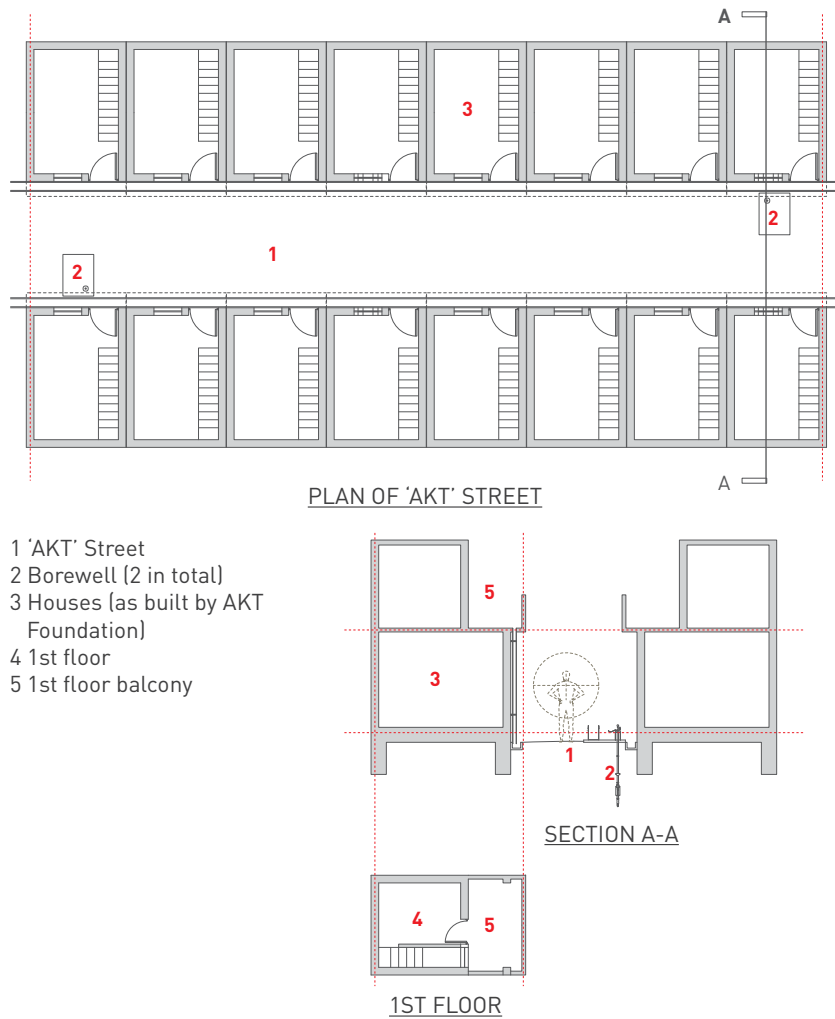 A
3
2
1
2
A
PLAN OF ‘AKT’ STREET
1 ‘AKT’ Street
2 Borewell (2 in total)
3 Houses (as built by AKT
Foundation)
4 1st floor
5 1st floor balcony
5
3
1
2
SECTION A-A
4
5
1ST FLOOR